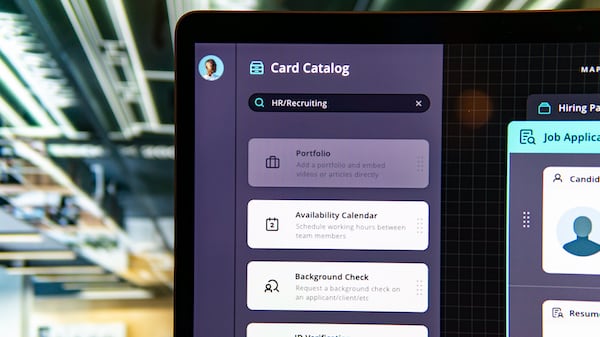 Card Catalog
MAP
HR/Recruiting
Hiring Pa
Job Applica
Portfolio
Add a portfolio and embed
videos or articles directly
Candid
Availability Calendar
Schedule working hours between
team members
Background Check
Request a background check on
an applicant/client/etc
Resum
ID Verification